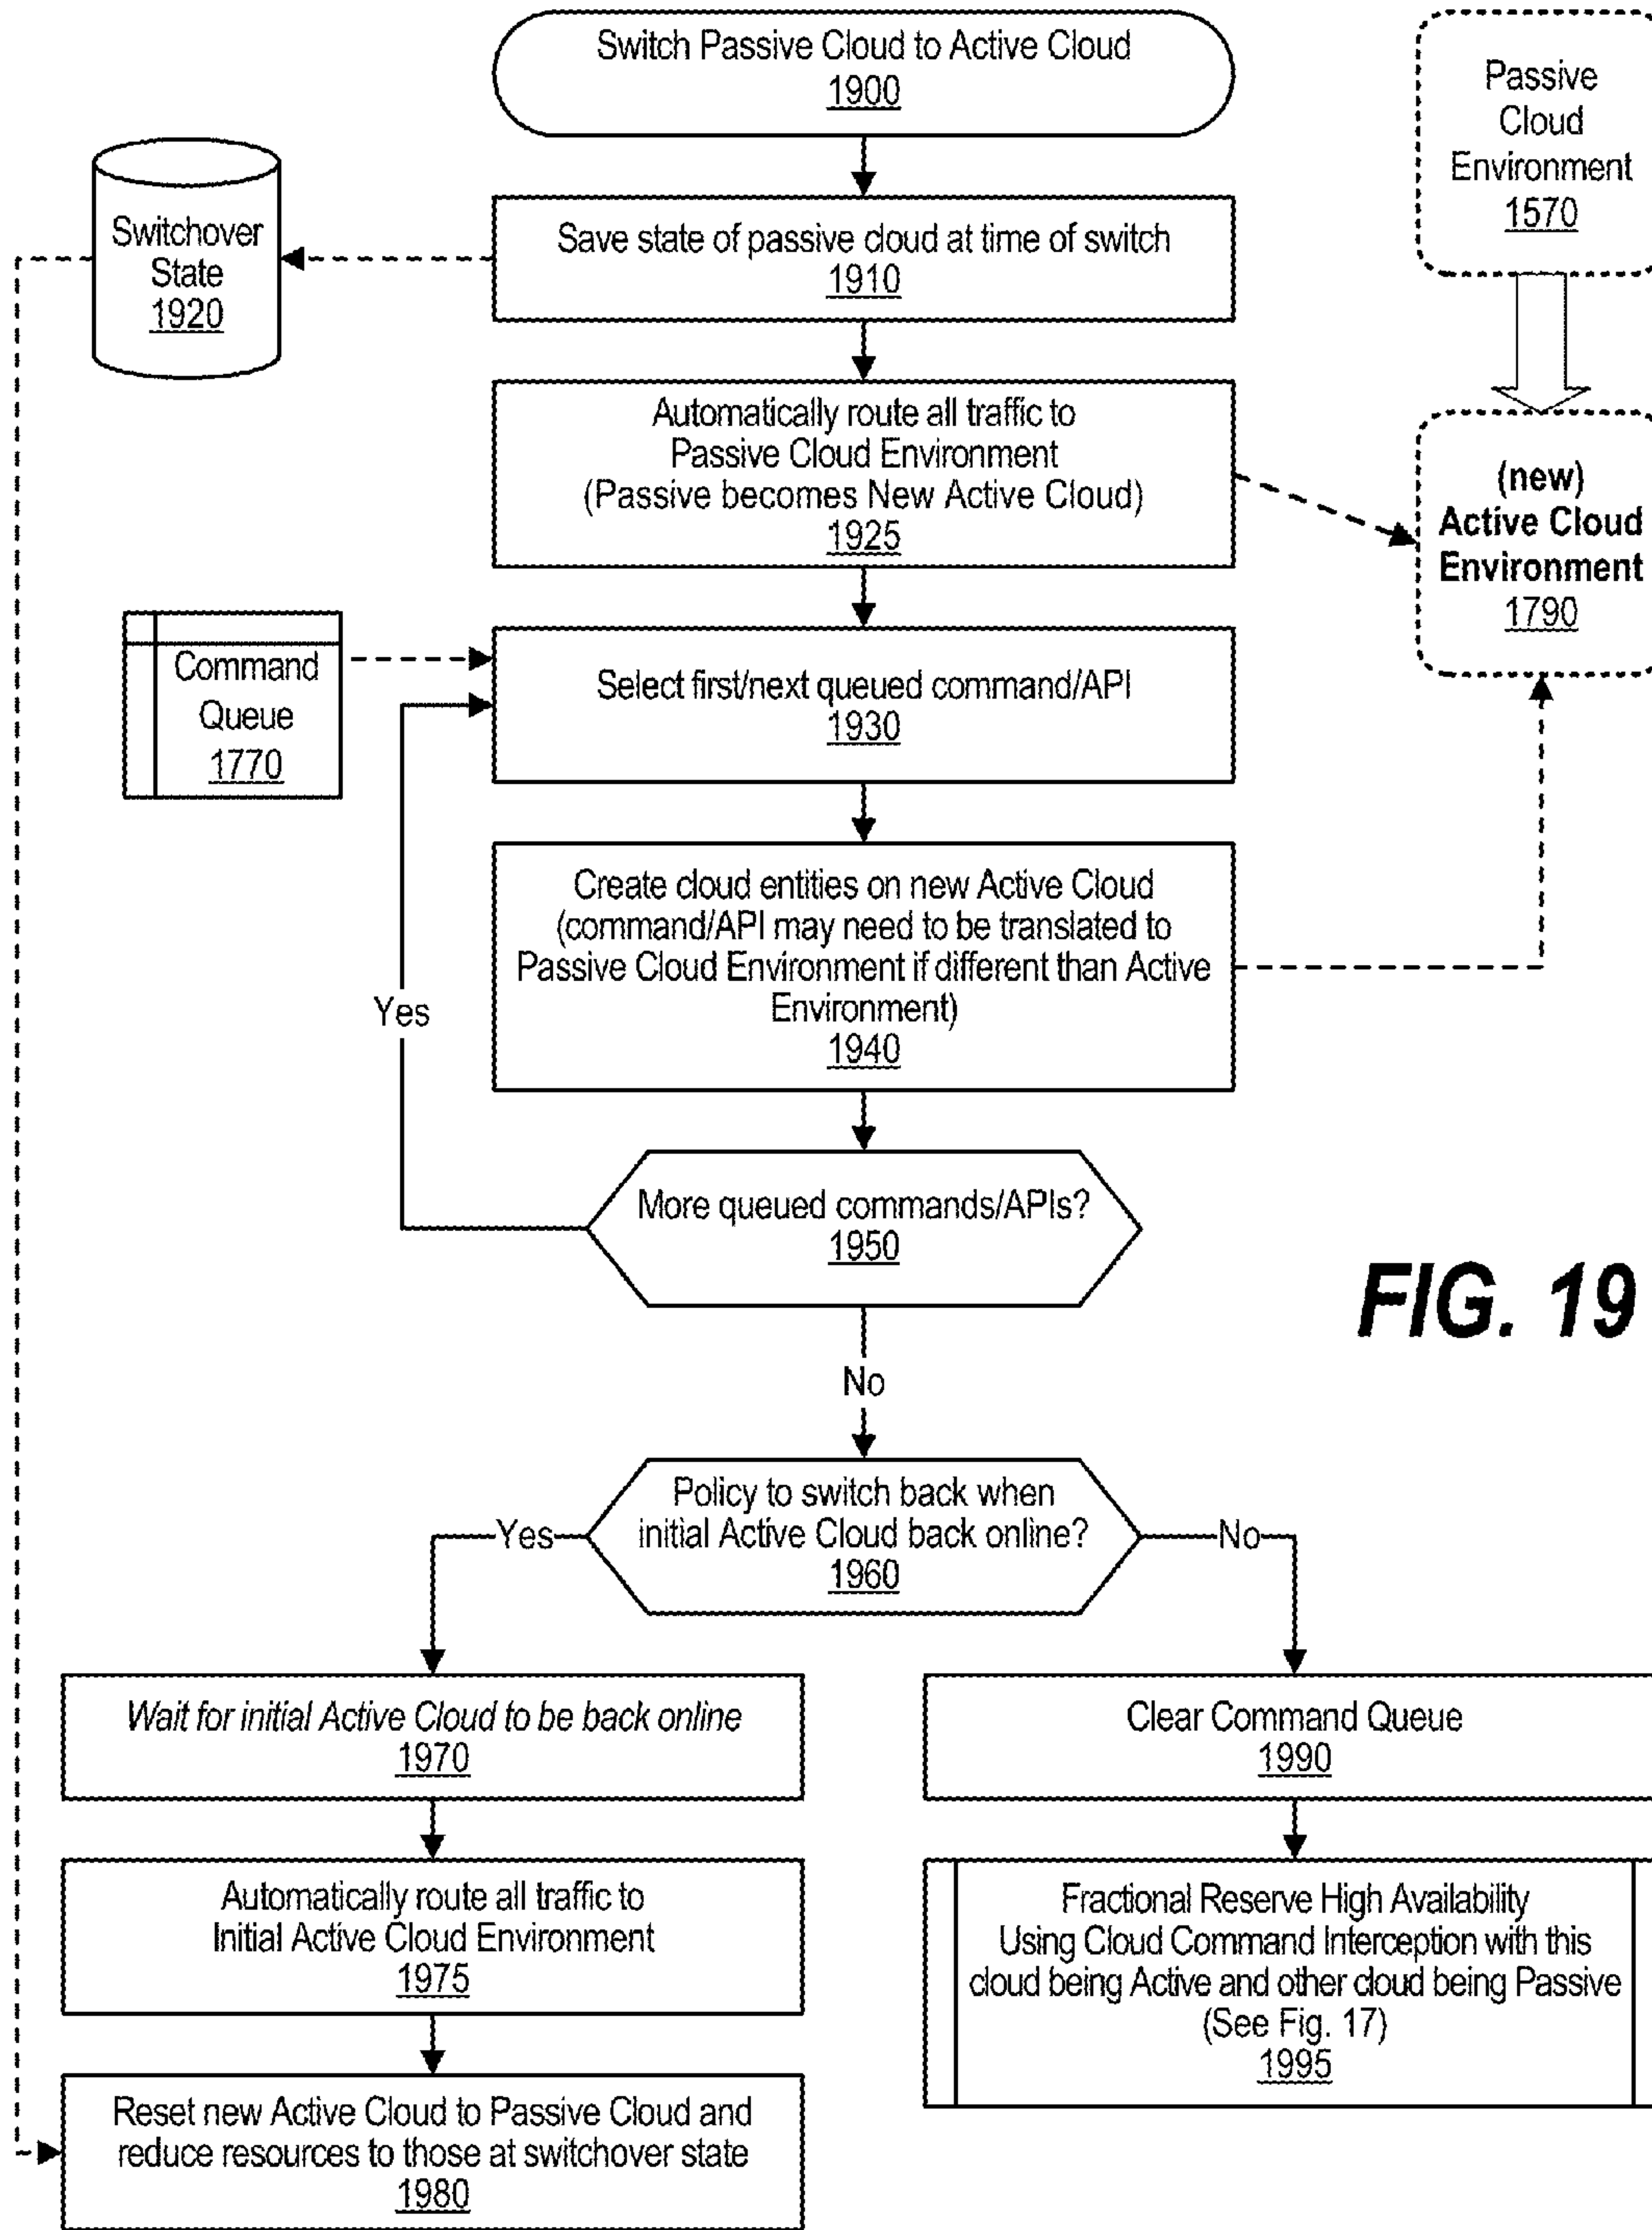 Switch Passive Cloud to Active Cloud
1900
Passive
Cloud
Environment
1570
Switchover
State
1920
Save state of passive cloud at time of switch
1910
Automatically route all traffic to
Passive Cloud Environment
(Passive becomes New Active Cloud)
1925
(new)
Active Cloud
Environment
1790
Command
Queue
1770
Select first/next queued command/API
1930
Create cloud entities on new Active Cloud
(command/API may need to be translated to
Passive Cloud Environment if different than Active
Environment)
1940
Yes
More queued commands/APIs?
1950
FIG. 19
No
Policy to switch back when
initial Active Cloud back online?
1960
Yes
No
Wait for initial Active Cloud to be back online
1970
Clear Command Queue
1990
Automatically route all traffic to
Initial Active Cloud Environment
1975
Fractional Reserve High Availability
Using Cloud Command Interception with this
cloud being Active and other cloud being Passive
(See Fig. 17)
1995
Reset new Active Cloud to Passive Cloud and
reduce resources to those at switchover state
1980